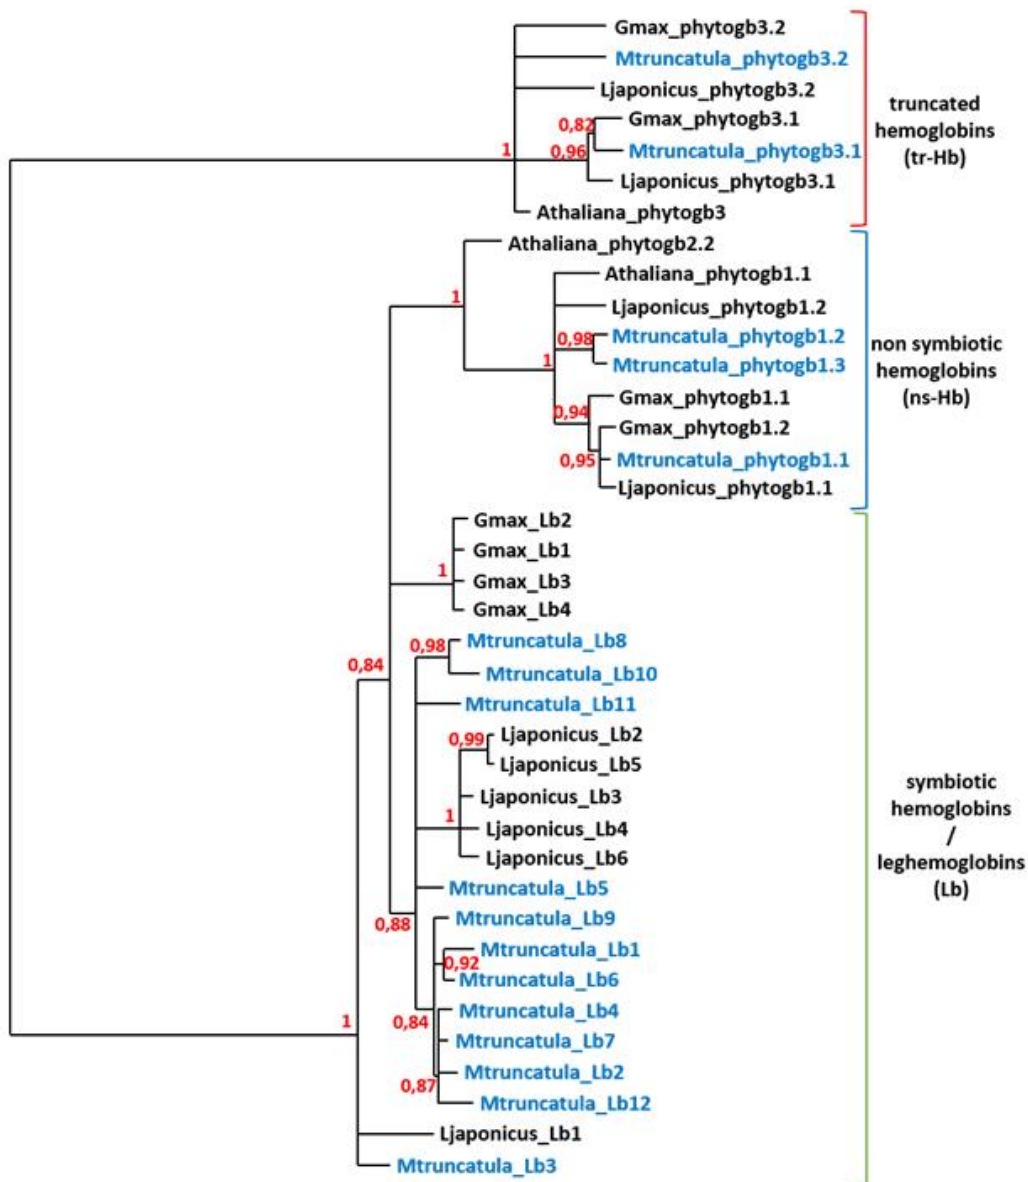 Gmax_phytogb3.2
Mtruncatula_phytogb3.2
Ljaponicus_phytogb3.2
0,82
Gmax_phytogb3.1
1
0,96
Mtruncatula_phytogb3.1
Ljaponicus_phytogb3.1
Athaliana_phytogb3
truncated
hemoglobins
(tr-Hb)
Athaliana_phytogb2.2
Athaliana_phytogb1.1
1
Ljaponicus_phytogb1.2
0,98
Mtruncatula_phytogb1.2
1
Mtruncatula_phytogb1.3
Gmax_phytogb1.1
0,94
Gmax_phytogb1.2
0,95
Mtruncatula_phytogb1.1
Ljaponicus_phytogb1.1
non symbiotic
hemoglobins
(ns-Hb)
Gmax_Lb2
Gmax_Lb1
1
Gmax_Lb3
Gmax_Lb4
0,98
Mtruncatula_Lb8
0,84
Mtruncatula_Lb10
Mtruncatula_Lb11
0,99
Ljaponicus_Lb2
Ljaponicus_Lb5
Ljaponicus_Lb3
1
Ljaponicus_Lb4
Ljaponicus_Lb6
Mtruncatula_Lb5
0,88
Mtruncatula_Lb9
Mtruncatula_Lb1
0,92
Mtruncatula_Lb6
1
0,84
Mtruncatula_Lb4
Mtruncatula_Lb7
0,87
Mtruncatula_Lb2
Mtruncatula_Lb12
Ljaponicus_Lb1
Mtruncatula_Lb3
symbiotic
hemoglobins
/
leghemoglobins
(Lb)